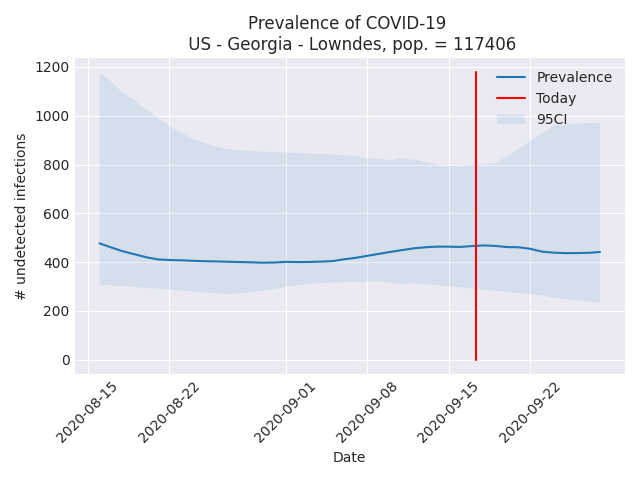 Prevalence of COVID-19
US - Georgia - Lowndes, pop. = 117406
1200
1000
800
600
400
200
0
# undetected infections
Prevalence
Today
95CI
2020-08-15
2020-08-22
2020-09-01
2020-09-08
2020-09-15
2020-09-22
Date